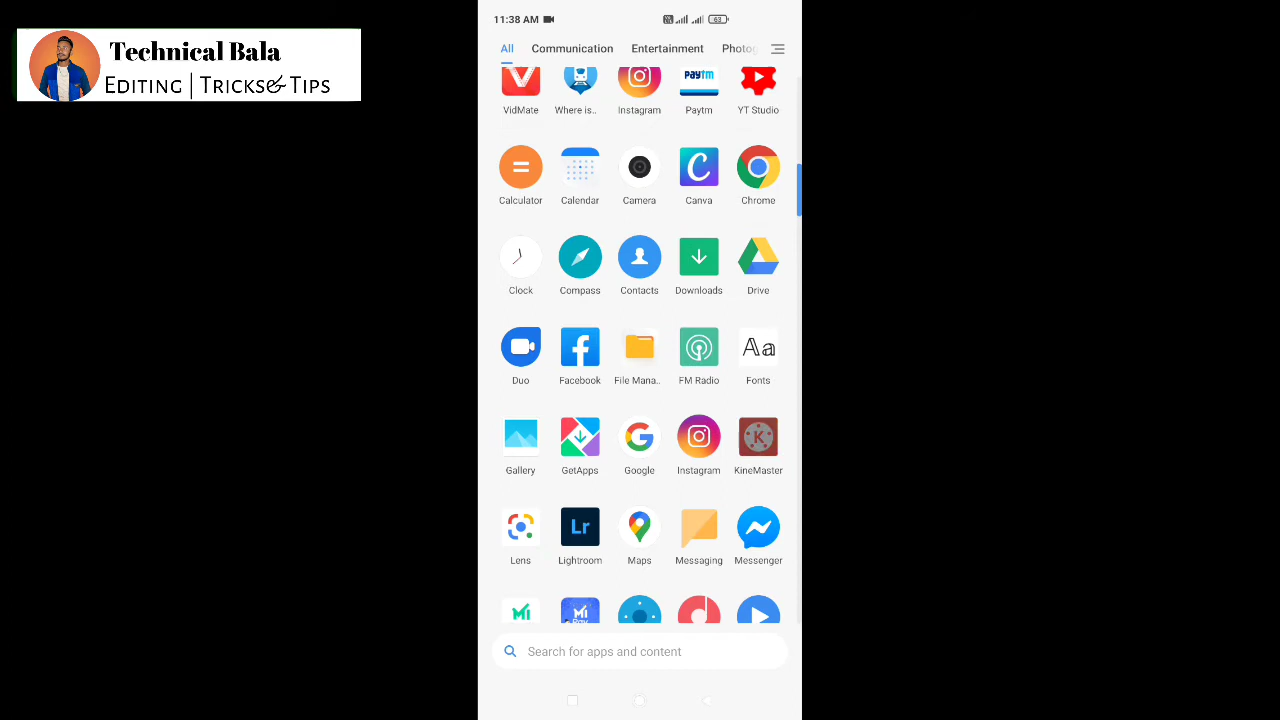 Technical Bala
EDITING | TRICKS & TIPS
11:38 AM
63
All Communication Entertainment Photog
VidMate Where is.. Instagram Paytm YT Studio
Calculator Calendar Camera Canva Chrome
Clock Compass Contacts Downloads Drive
Duo Facebook File Mana.. FM Radio Fonts
Gallery GetApps Google Instagram KineMaster
Lens Lightroom Maps Messaging Messenger
Search for apps and content